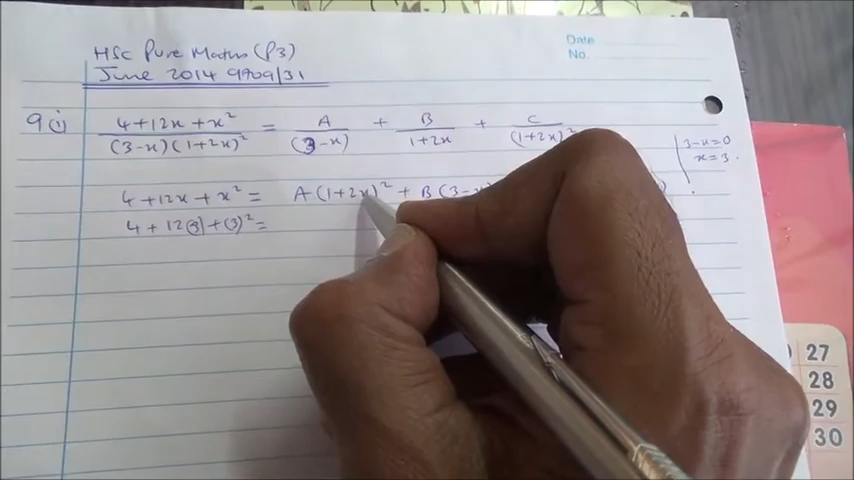 HSC Pure Maths (P3)
June 2014 9709/31
Date
No.
9(i) 4+12x+x² / (3-x)(1+2x)² = A / (3-x) + B / 1+2x + C / (1+2x)²
3-x=0
x=3.
4+12x+x² = A(1+2x)² + B(3-x)
4+12(3)+(3)² =
27
28
29
30